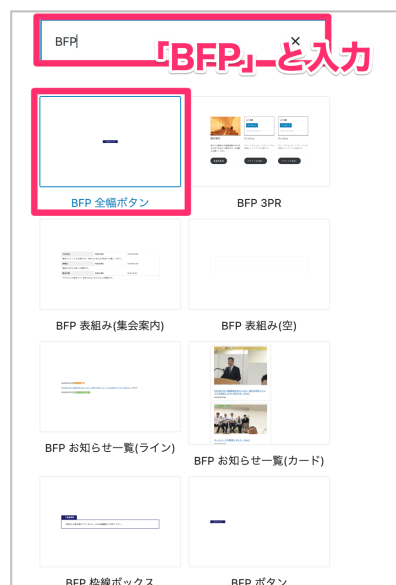 BFP
×
「BFP」と入力
BFP 全幅ボタン
BFP 3PR
BFP 表組み(集会案内)
BFP 表組み(空)
BFP お知らせ一覧(ライン)
BFP お知らせ一覧(カード)
BFP 枠線ボックス
BFP ボタン